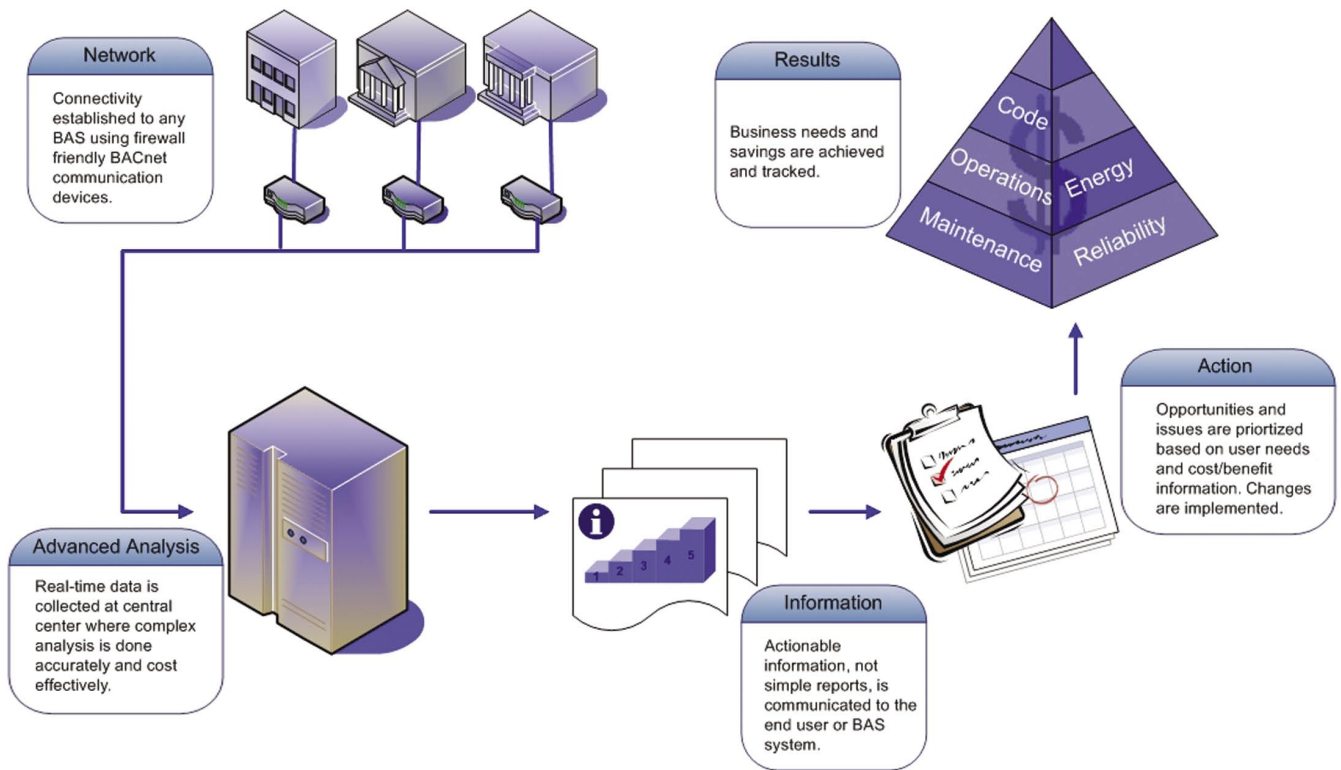 Network
Connectivity
established to any
BAS using firewall
friendly BACnet
communication
devices.
Results
Business needs and
savings are achieved
and tracked.
$
Code
Operations
Energy
Maintenance
Reliability
Advanced Analysis
Real-time data is
collected at central
center where complex
analysis is done
accurately and cost
effectively.
i
1 2 3 4 5
Information
Actionable
information, not
simple reports, is
communicated to the
end user or BAS
system.
Action
Opportunities and
issues are priortized
based on user needs
and cost/benefit
information. Changes
are implemented.